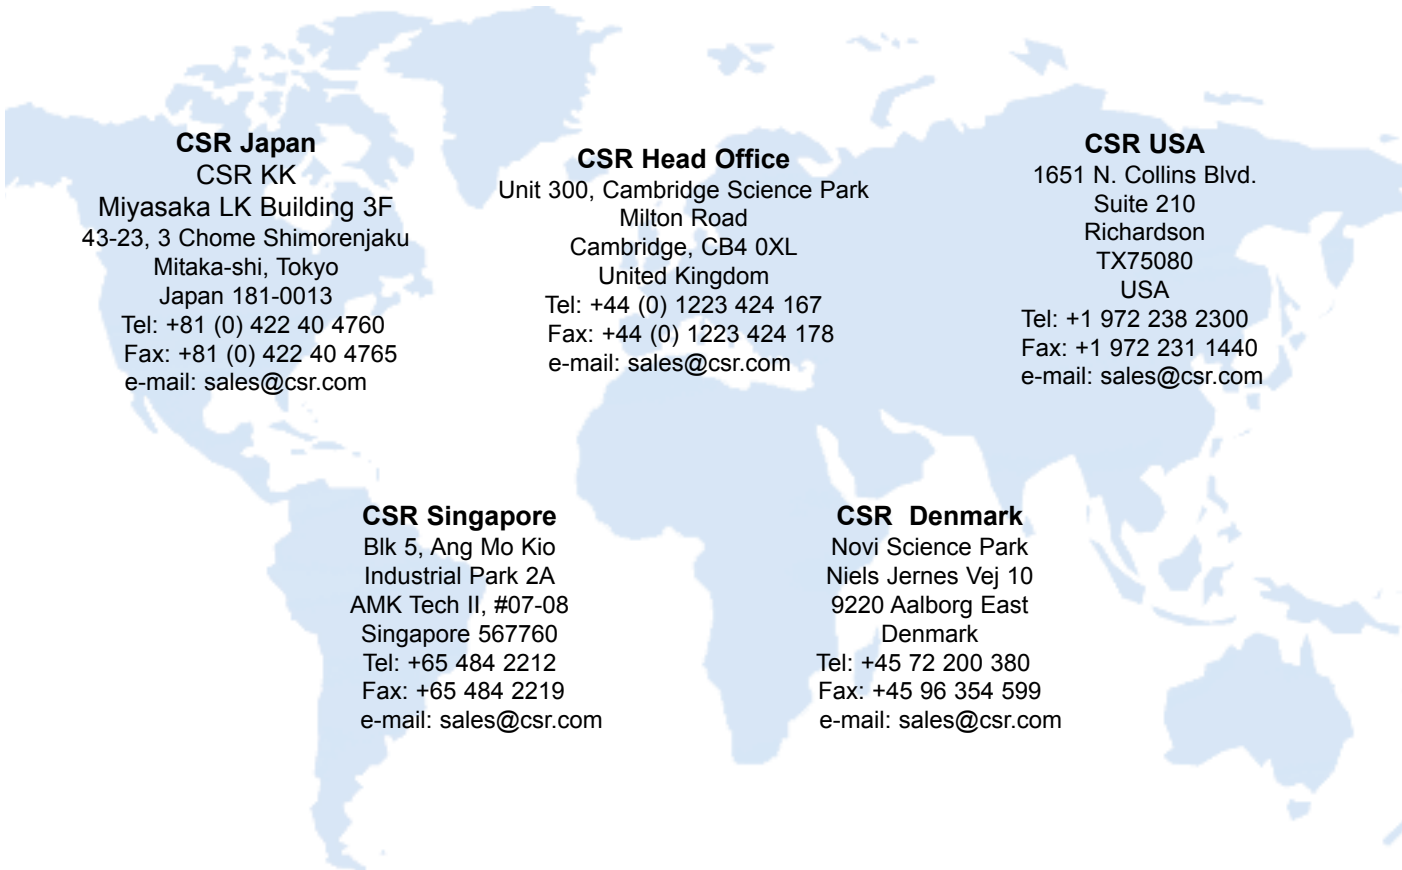 CSR Japan
CSR KK
Miyasaka LK Building 3F
43-23, 3 Chome Shimorenjaku
Mitaka-shi, Tokyo
Japan 181-0013
Tel: +81 (0) 422 40 4760
Fax: +81 (0) 422 40 4765
e-mail: sales@csr.com
CSR Head Office
Unit 300, Cambridge Science Park
Milton Road
Cambridge, CB4 0XL
United Kingdom
Tel: +44 (0) 1223 424 167
Fax: +44 (0) 1223 424 178
e-mail: sales@csr.com
CSR USA
1651 N. Collins Blvd.
Suite 210
Richardson
TX75080
USA
Tel: +1 972 238 2300
Fax: +1 972 231 1440
e-mail: sales@csr.com
CSR Singapore
Blk 5, Ang Mo Kio
Industrial Park 2A
AMK Tech II, #07-08
Singapore 567760
Tel: +65 484 2212
Fax: +65 484 2219
e-mail: sales@csr.com
CSR  Denmark
Novi Science Park
Niels Jernes Vej 10
9220 Aalborg East
Denmark
Tel: +45 72 200 380
Fax: +45 96 354 599
e-mail: sales@csr.com